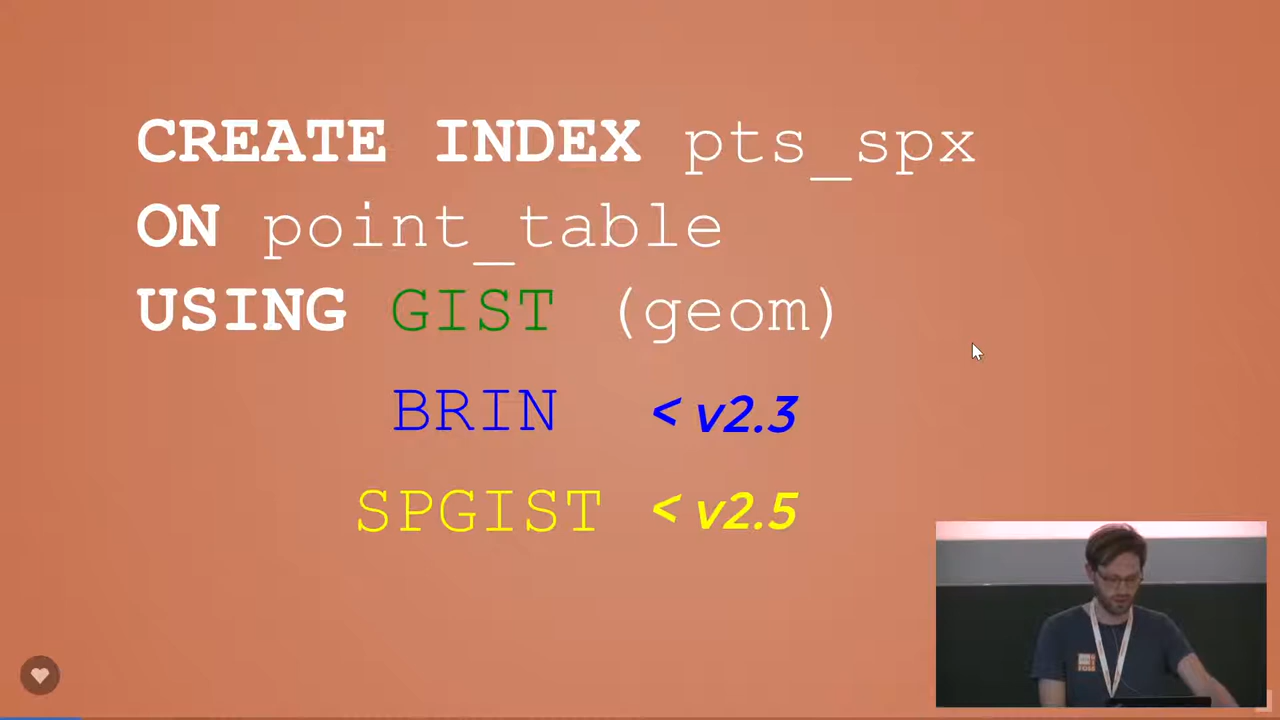 CREATE INDEX pts_spx
ON point_table
USING GIST (geom)
BRIN < v2.3
SPGIST < v2.5